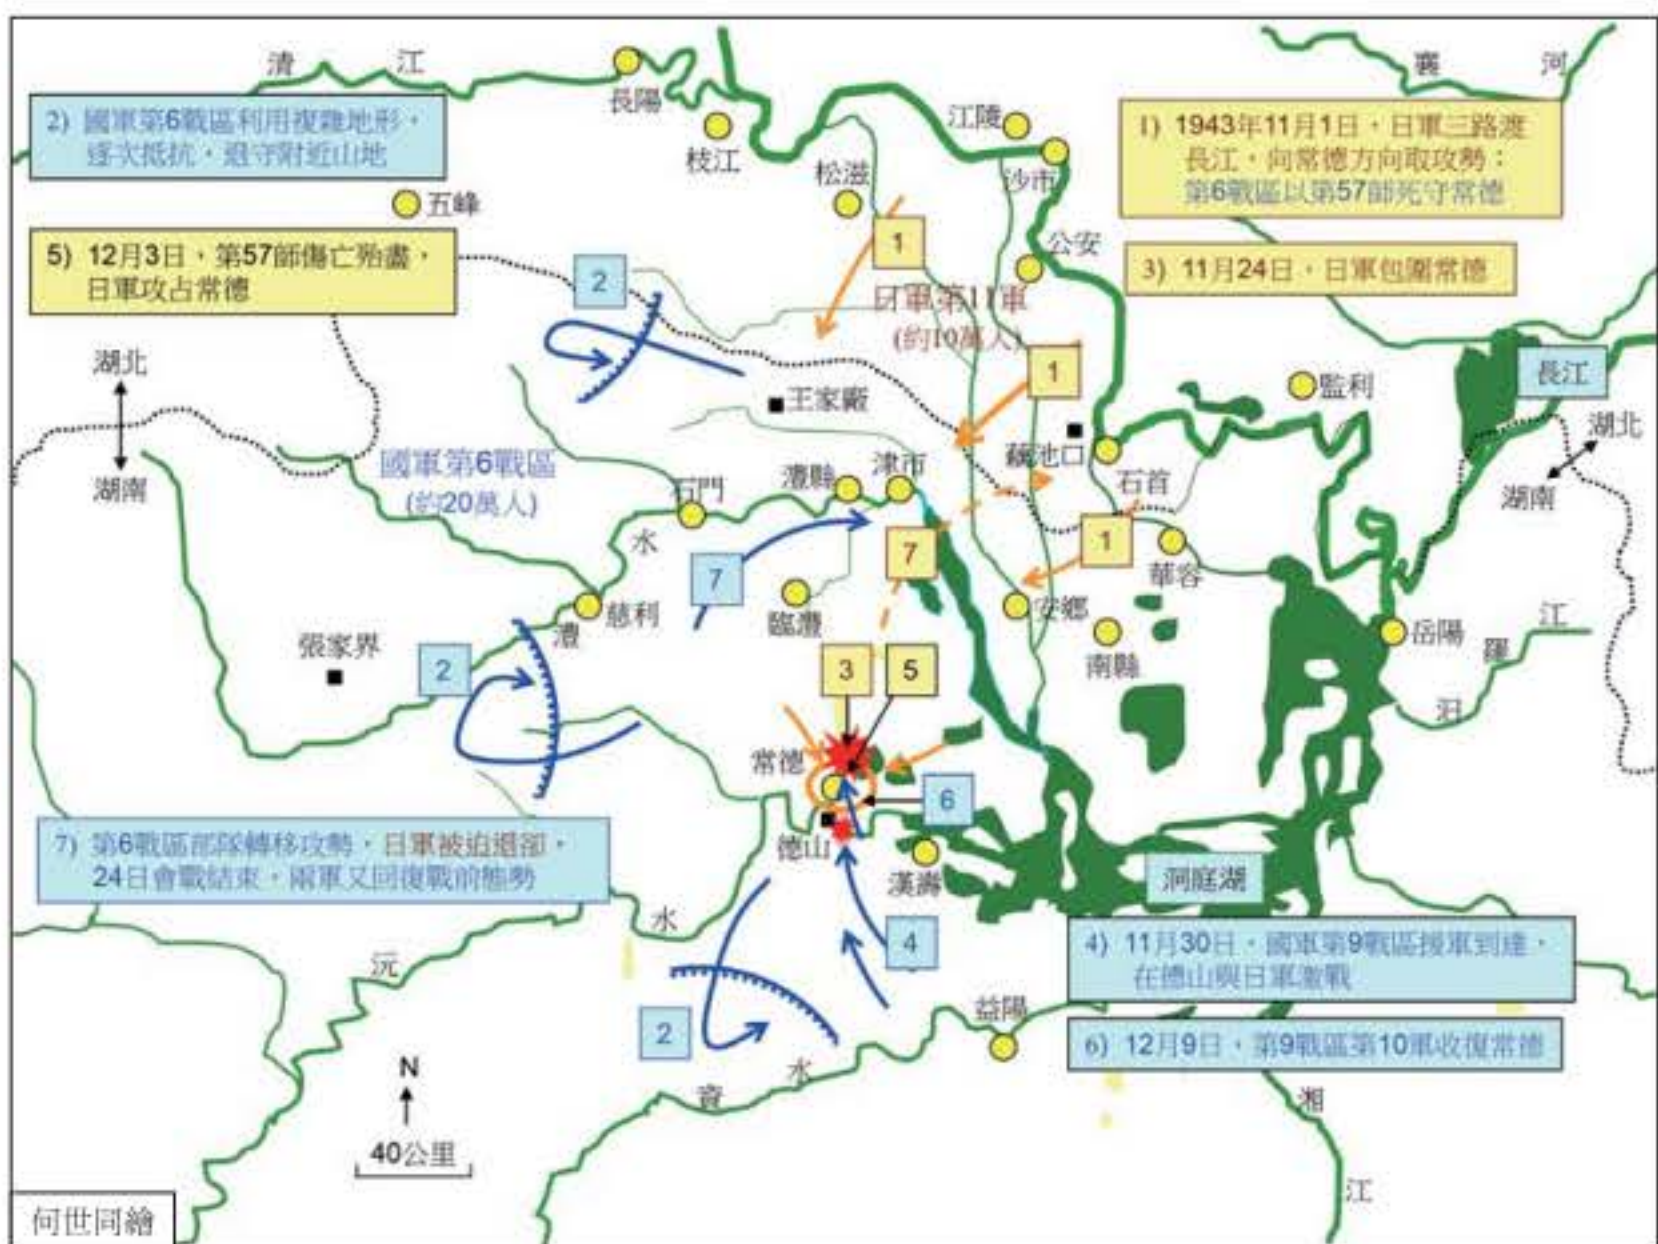 清 江
長陽
枝江
松滋
江陵
沙市
襄 河
2) 國軍第6戰區利用複雜地形，
逐次抵抗，退守附近山地
1) 1943年11月1日，日軍三路渡
長江，向常德方向取攻勢；
第6戰區以第57師死守常德
五峰
公安
5) 12月3日，第57師傷亡殆盡，
日軍攻占常德
3) 11月24日，日軍包圍常德
1
2
日軍第11軍
(約10萬人)
湖北
湖南
1
王家廠
監利
長江
湖北
湖南
國軍第6戰區
(約20萬人)
石門
澧縣
津市
藕池口
石首
水
7
7
1
華容
臨澧
安鄉
南縣
岳陽
江
羅
汨
慈利
澧
張家界
2
3
5
常德
6
德山
漢壽
洞庭湖
7) 第6戰區部隊轉移攻勢，日軍被迫退卻，
24日會戰結束，兩軍又回復戰前態勢
水
沅
4
4) 11月30日，國軍第9戰區援軍到達，
在德山與日軍激戰
2
益陽
6) 12月9日，第9戰區第10軍收復常德
水
資
湘
江
N
40公里
何世同繪